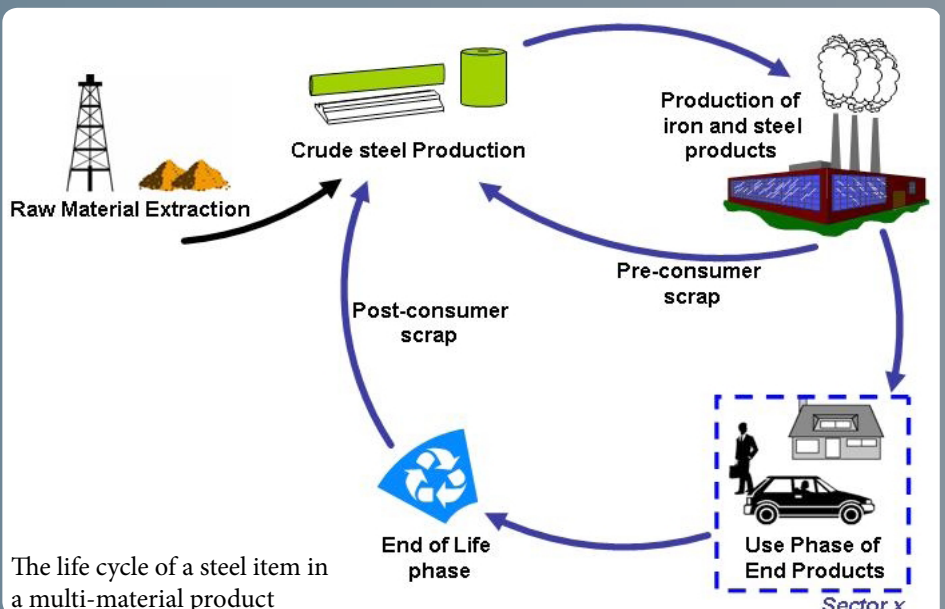 Crude steel Production
Production of
iron and steel
products
Raw Material Extraction
Pre-consumer
scrap
Post-consumer
scrap
End of Life
phase
Use Phase of
End Products
Sector x
The life cycle of a steel item in
a multi-material product